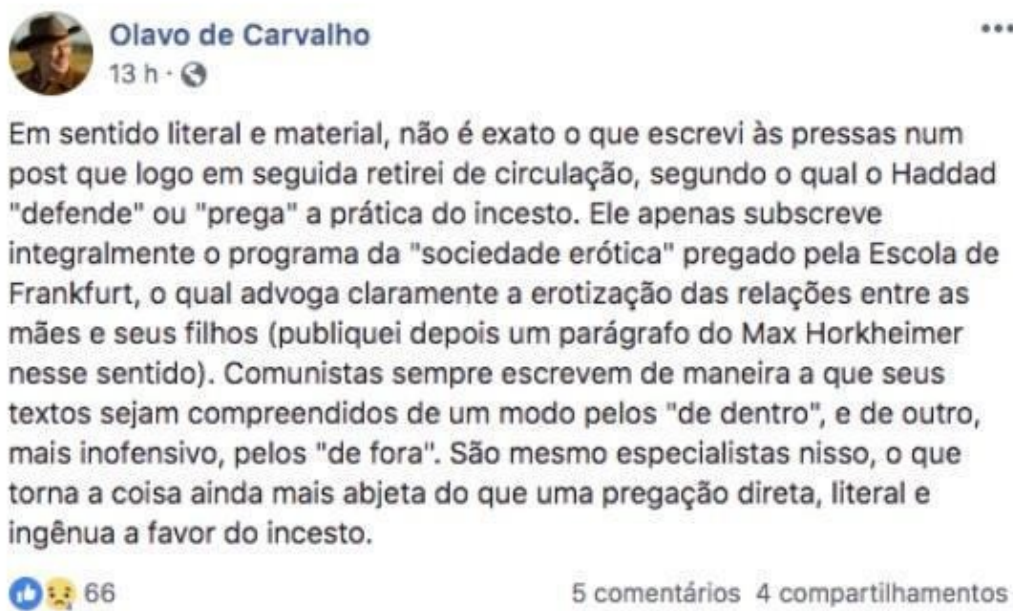 Olavo de Carvalho
13 h ·
Em sentido literal e material, não é exato o que escrevi às pressas num
post que logo em seguida retirei de circulação, segundo o qual o Haddad
"defende" ou "prega" a prática do incesto. Ele apenas subscreve
integralmente o programa da "sociedade erótica" pregado pela Escola de
Frankfurt, o qual advoga claramente a erotização das relações entre as
mães e seus filhos (publiquei depois um parágrafo do Max Horkheimer
nesse sentido). Comunistas sempre escrevem de maneira a que seus
textos sejam compreendidos de um modo pelos "de dentro", e de outro,
mais inofensivo, pelos "de fora". São mesmo especialistas nisso, o que
torna a coisa ainda mais abjeta do que uma pregação direta, literal e
ingênua a favor do incesto.
66
5 comentários 4 compartilhamentos